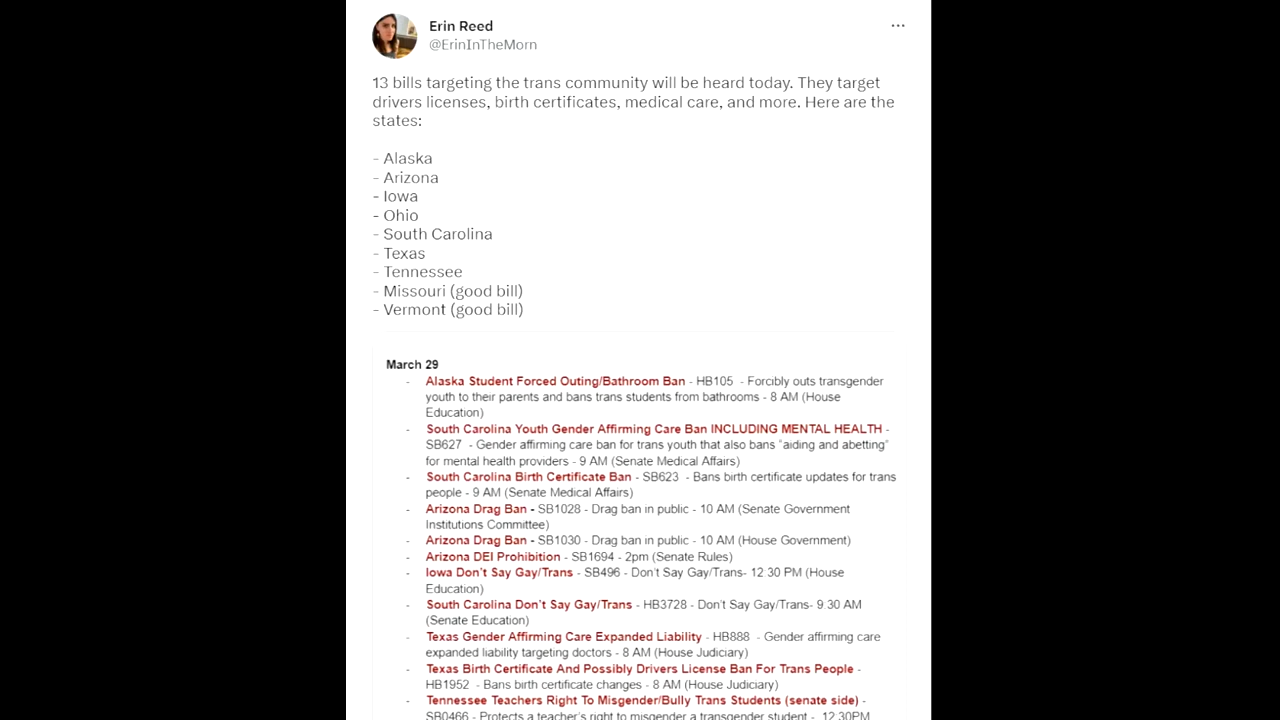 Erin Reed
@ErinInTheMorn
13 bills targeting the trans community will be heard today. They target
drivers licenses, birth certificates, medical care, and more. Here are the
states:
- Alaska
- Arizona
- Iowa
- Ohio
- South Carolina
- Texas
- Tennessee
- Missouri (good bill)
- Vermont (good bill)
March 29
- Alaska Student Forced Outing/Bathroom Ban - HB105 - Forcibly outs transgender
youth to their parents and bans trans students from bathrooms - 8 AM (House
Education)
- South Carolina Youth Gender Affirming Care Ban INCLUDING MENTAL HEALTH -
SB627 - Gender affirming care ban for trans youth that also bans "aiding and abetting"
for mental health providers - 9 AM (Senate Medical Affairs)
- South Carolina Birth Certificate Ban - SB623 - Bans birth certificate updates for trans
people - 9 AM (Senate Medical Affairs)
- Arizona Drag Ban - SB1028 - Drag ban in public - 10 AM (Senate Government
Institutions Committee)
- Arizona Drag Ban - SB1030 - Drag ban in public - 10 AM (House Government)
- Arizona DEI Prohibition - SB1694 - 2pm (Senate Rules)
- Iowa Don't Say Gay/Trans - SB496 - Don't Say Gay/Trans- 12:30 PM (House
Education)
- South Carolina Don't Say Gay/Trans - HB3728 - Don't Say Gay/Trans- 9:30 AM
(Senate Education)
- Texas Gender Affirming Care Expanded Liability - HB888 - Gender affirming care
expanded liability targeting doctors - 8 AM (House Judiciary)
- Texas Birth Certificate And Possibly Drivers License Ban For Trans People -
HB1952 - Bans birth certificate changes - 8 AM (House Judiciary)
- Tennessee Teachers Right To Misgender/Bully Trans Students (senate side) -
SB0466 - Protects a teacher's right to misgender a transgender student - 12:30PM